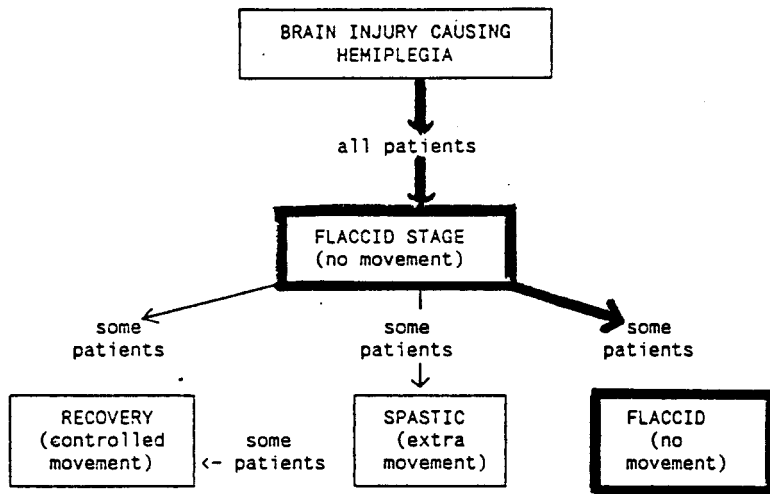 BRAIN INJURY CAUSING
HEMIPLEGIA
all patients
FLACCID STAGE
(no movement)
some
patients
some
patients
some
patients
RECOVERY
(controlled
movement)
some
<- patients
SPASTIC
(extra
movement)
FLACCID
(no
movement)